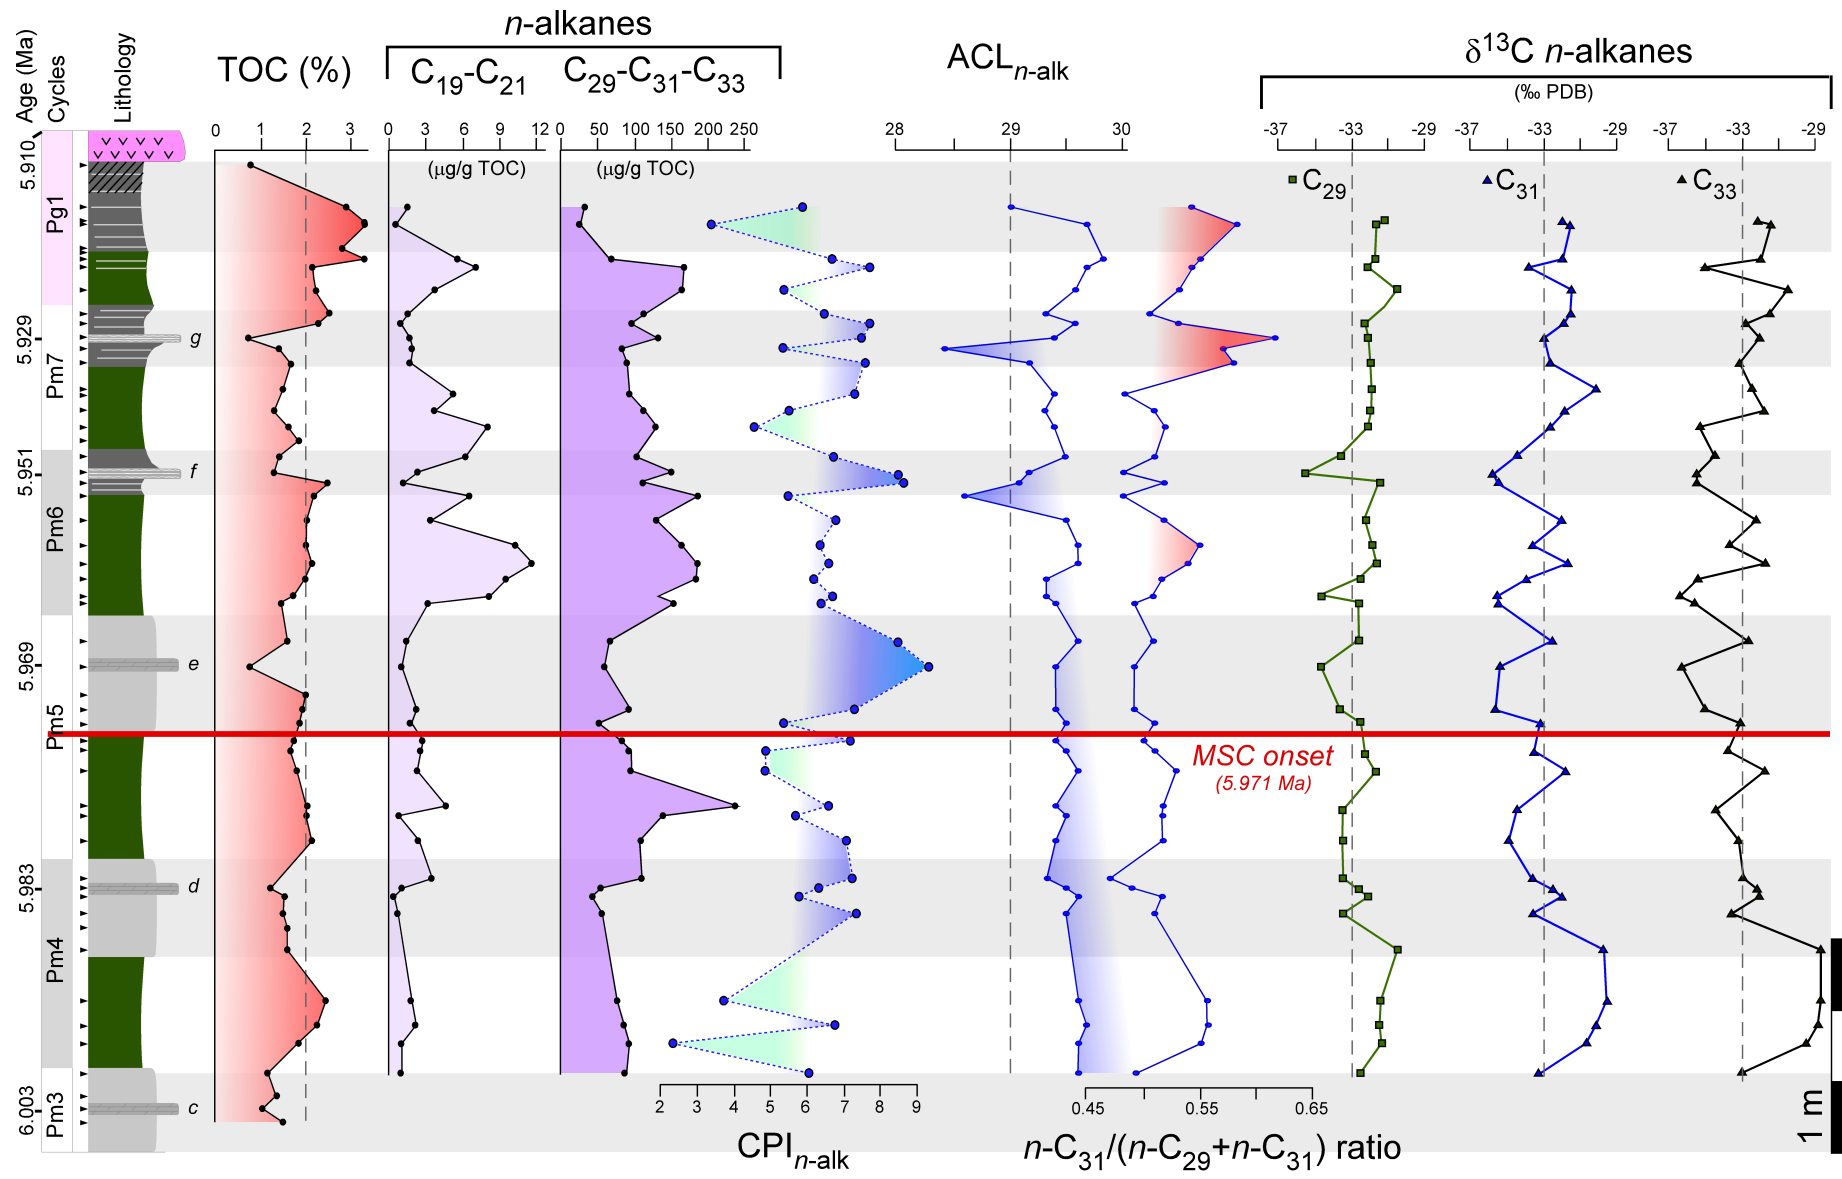 Age (Ma)
Cycles
Lithology
TOC (%)
n-alkanes
C19-C21
C29-C31-C33
ACLn-alk
δ13C n-alkanes
(‰ PDB)
0 1 2 3
0 3 6 9 12
0 50 100 150 200 250
28 29 30
-37 -33 -29
-37 -33 -29
-37 -33 -29
(µg/g TOC)
(µg/g TOC)
C29
C31
C33
5.910
Pg1
5.929
g
Pm7
5.951
f
Pm6
5.969
e
Pm5
MSC onset
(5.971 Ma)
5.983
d
Pm4
6.003
c
Pm3
2 3 4 5 6 7 8 9
CPIn-alk
0.45 0.55 0.65
n-C31/(n-C29+n-C31) ratio
1 m